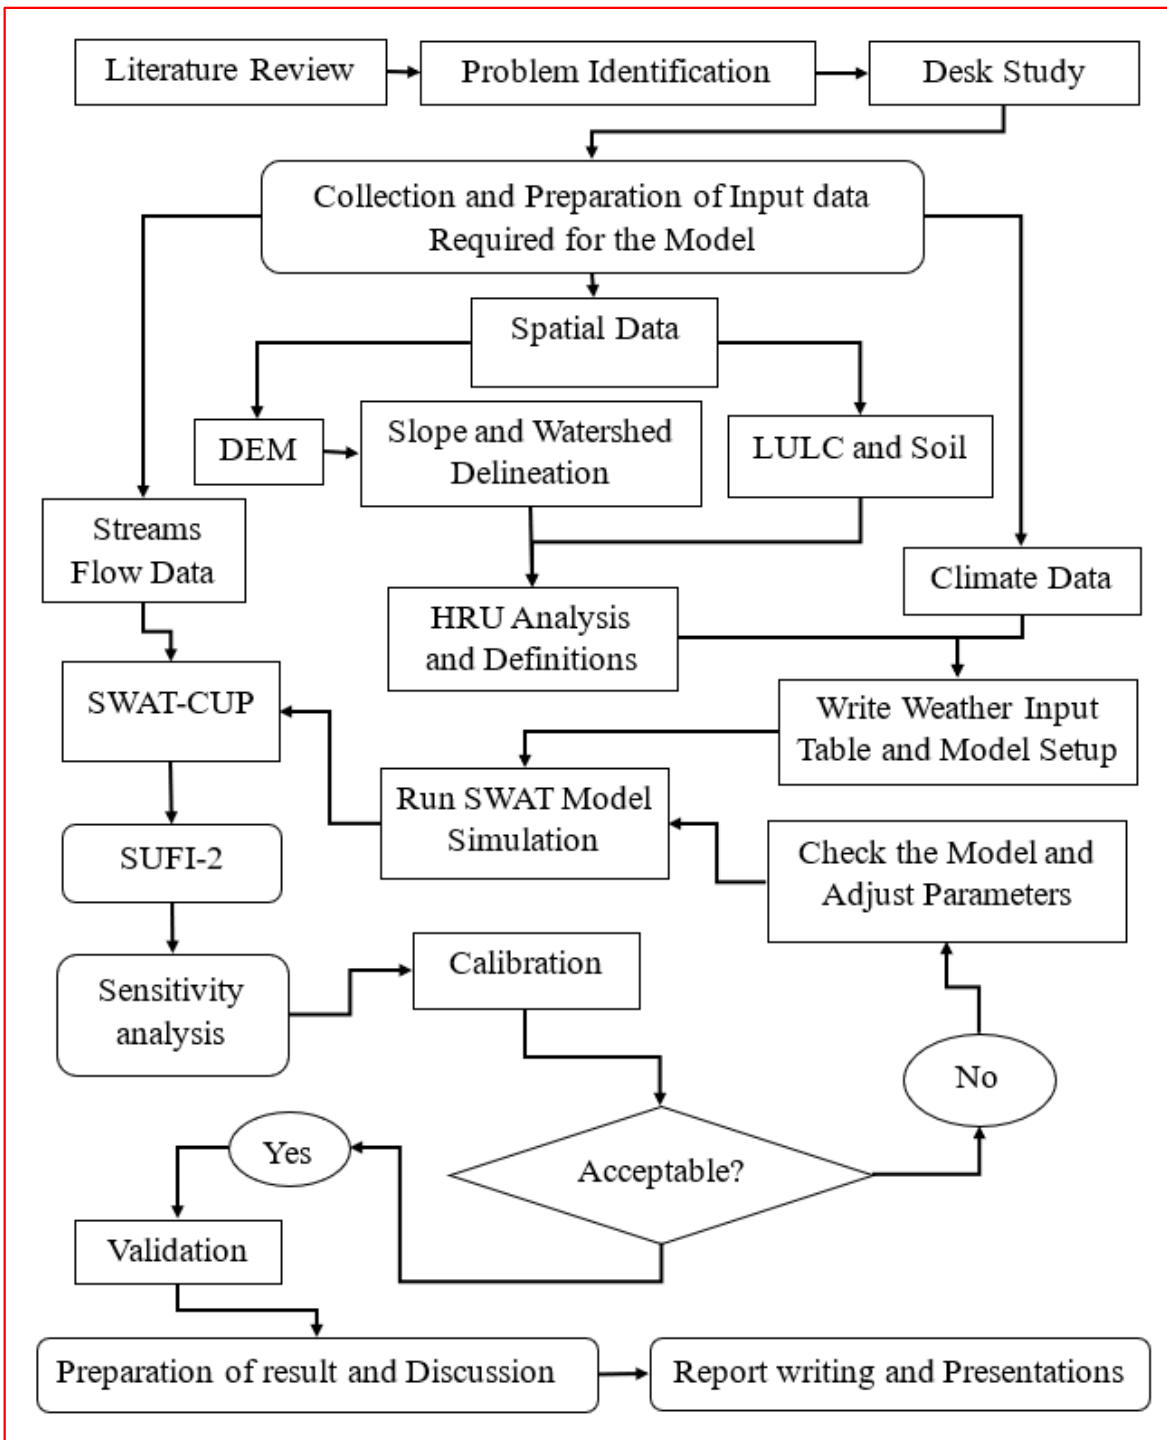 Literature Review
Problem Identification
Desk Study
Collection and Preparation of Input data
Required for the Model
Spatial Data
DEM
Slope and Watershed
Delineation
LULC and Soil
Streams
Flow Data
Climate Data
HRU Analysis
and Definitions
SWAT-CUP
Write Weather Input
Table and Model Setup
Run SWAT Model
Simulation
SUFI-2
Check the Model and
Adjust Parameters
Calibration
Sensitivity
analysis
No
Yes
Acceptable?
Validation
Preparation of result and Discussion
Report writing and Presentations